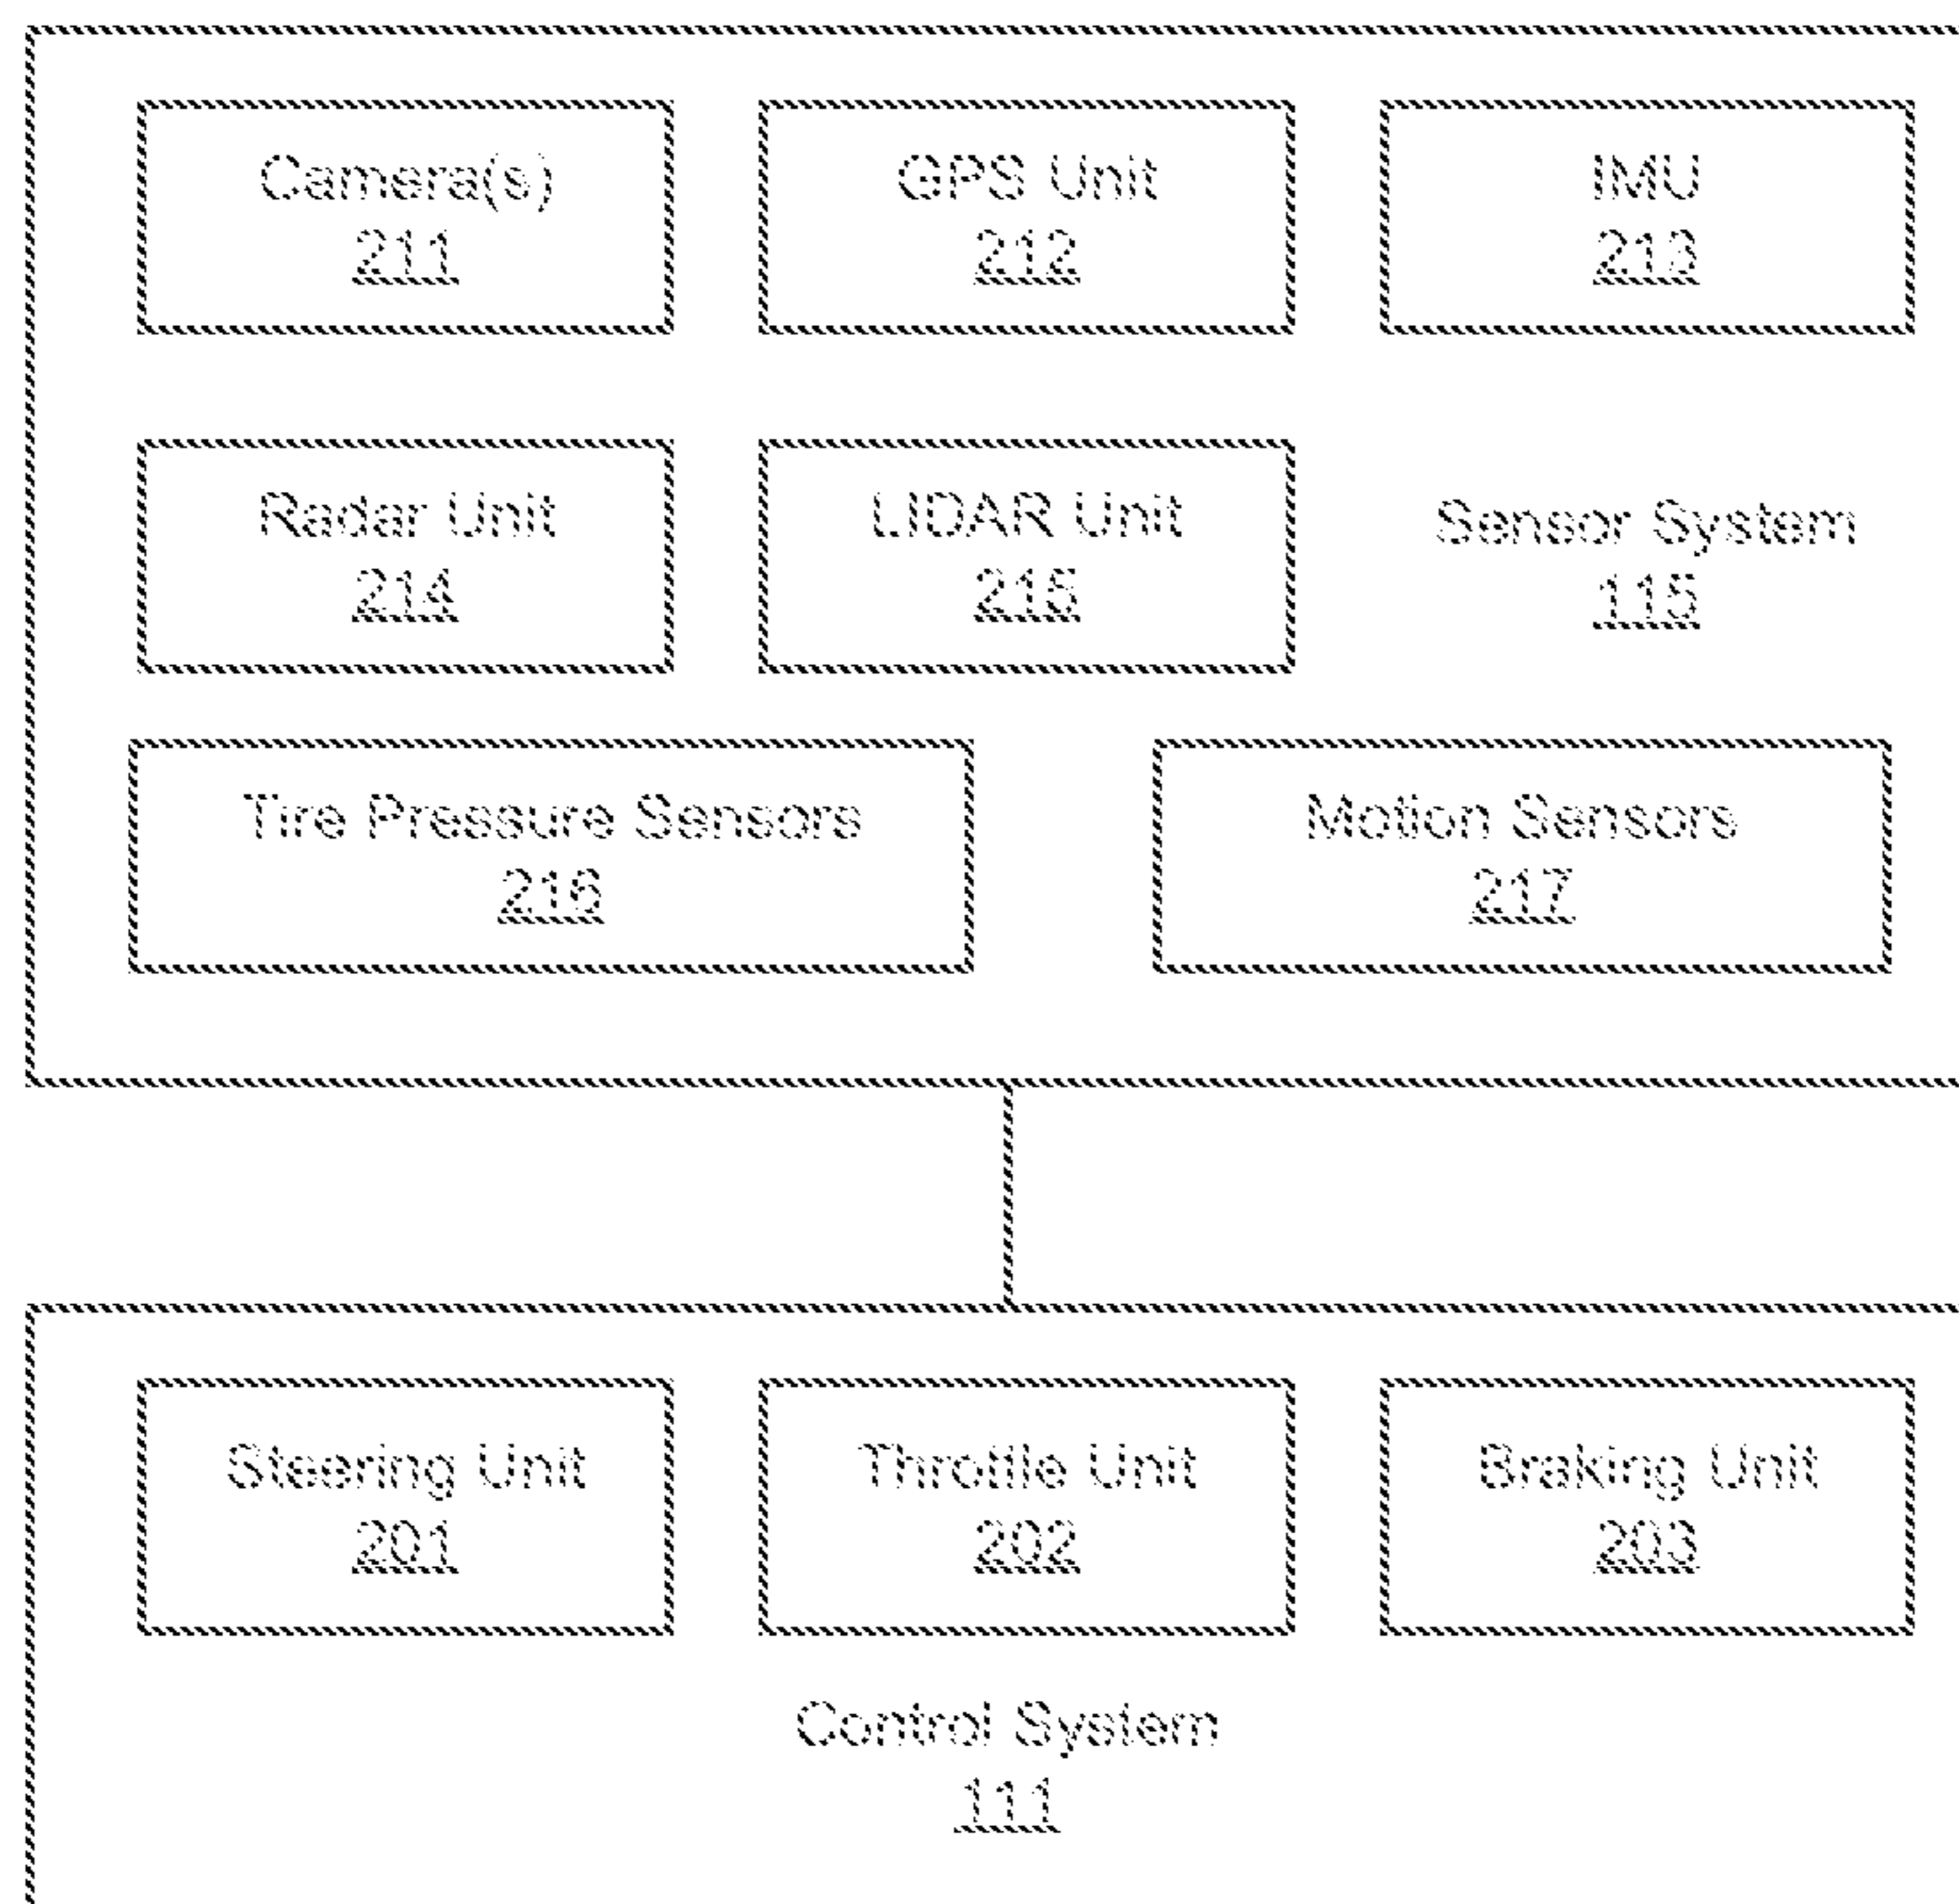 Camera(s)
211
GPS Unit
212
IMU
213
Radar Unit
214
LIDAR Unit
215
Sensor System
115
Tire Pressure Sensors
216
Motion Sensors
217
Steering Unit
201
Throttle Unit
202
Braking Unit
203
Control System
111